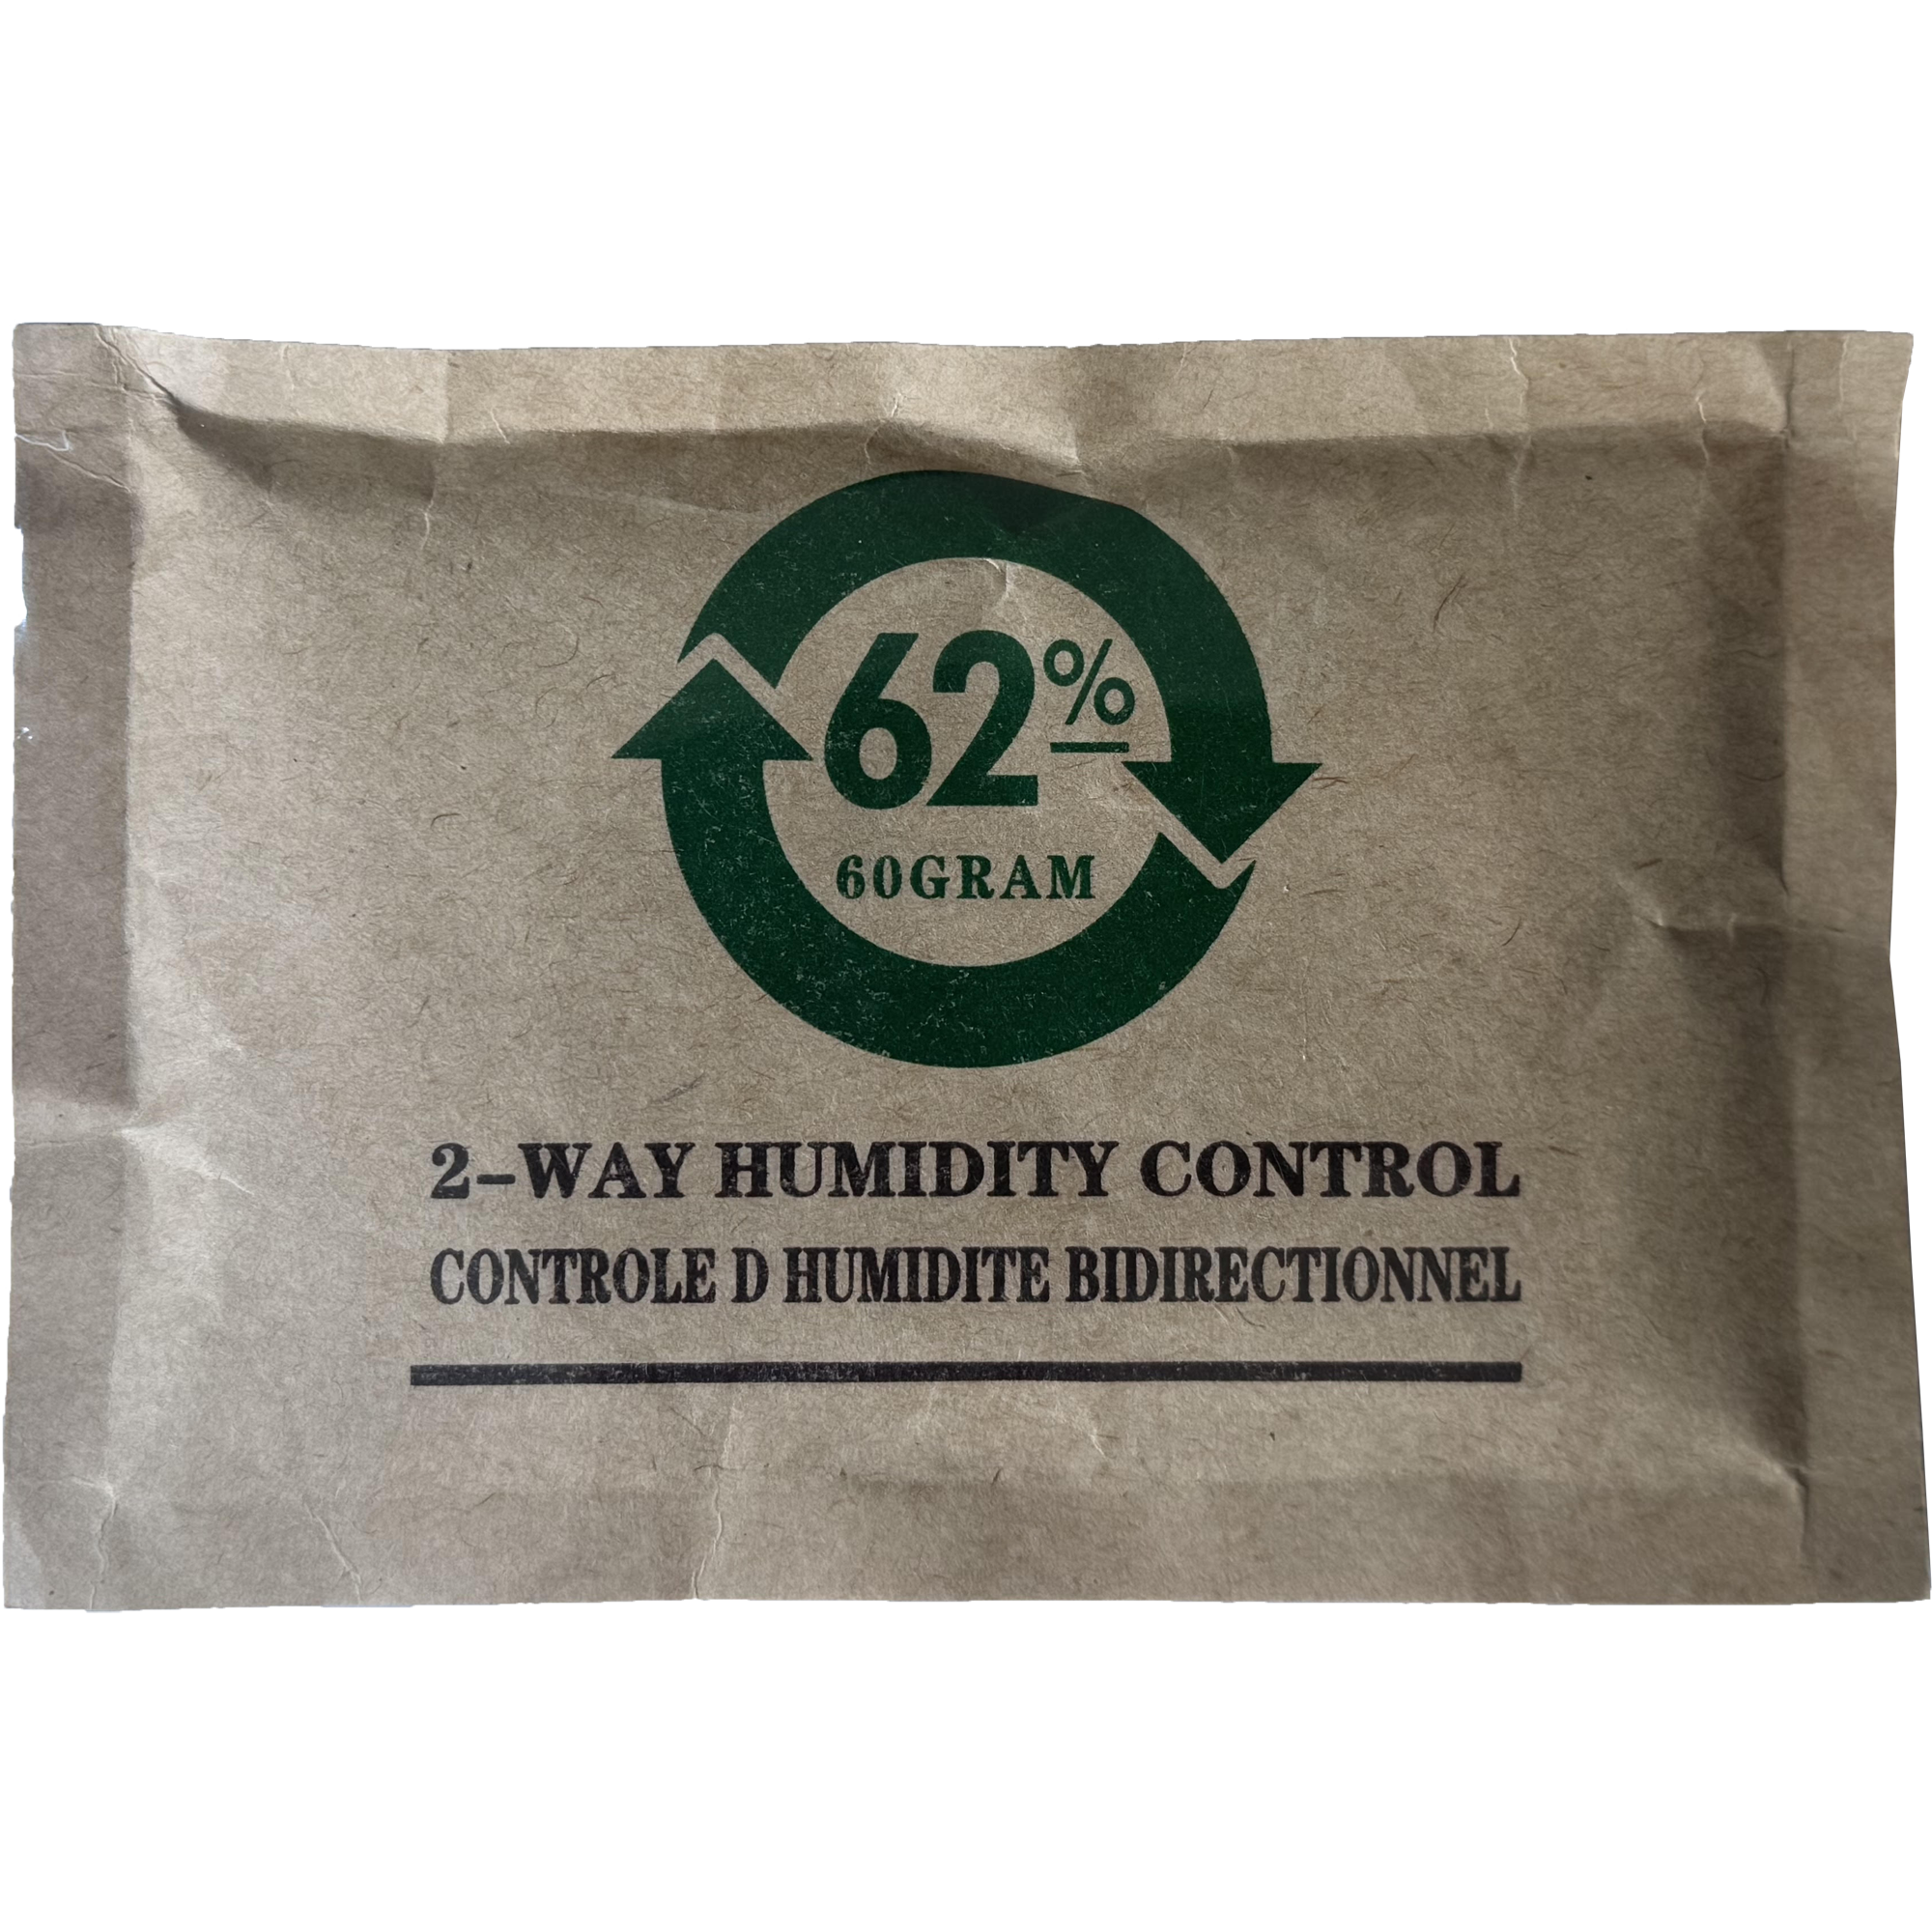 62%
60GRAM
2-WAY HUMIDITY CONTROL
CONTROLE D HUMIDITE BIDIRECTIONNEL